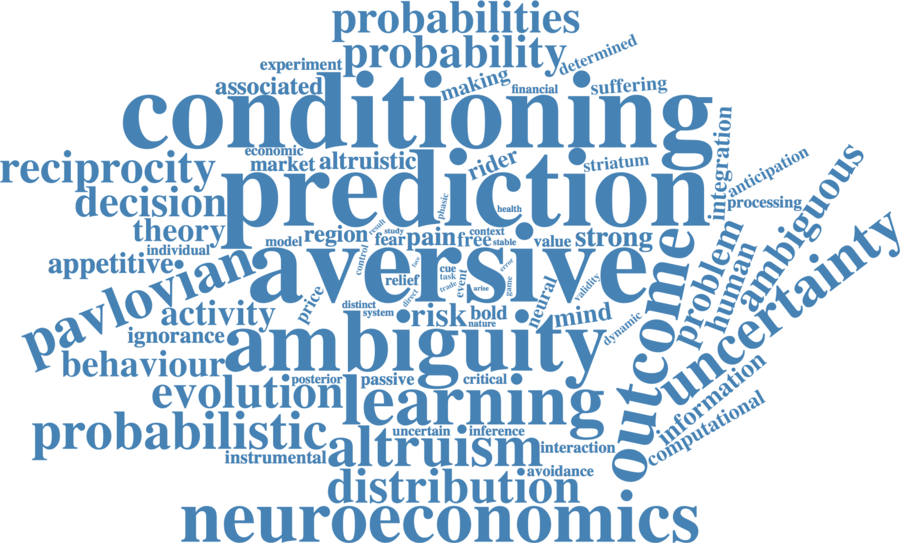 probabilities
probability
determined
experiment
associated
making
financial
suffering
conditioning
economic
market
altruistic
rider
striatum
integration
anticipation
reciprocity
prediction
phasic
health
processing
ambiguous
decision
theory
individual
model
region
result
study
fear
pain
free
context
stable
value
strong
appetitive
pavlovian
aversive
control
relief
direct
cue
task
trade
event
arise
error
game
neural
validity
outcome
problem
human
uncertainty
activity
price
distinct
system
risk
bold
nature
mind
dynamic
ignorance
ambiguity
behaviour
evolution
posterior
passive
critical
learning
information
computational
probabilistic
uncertain
inference
altruism
interaction
instrumental
avoidance
distribution
neuroeconomics